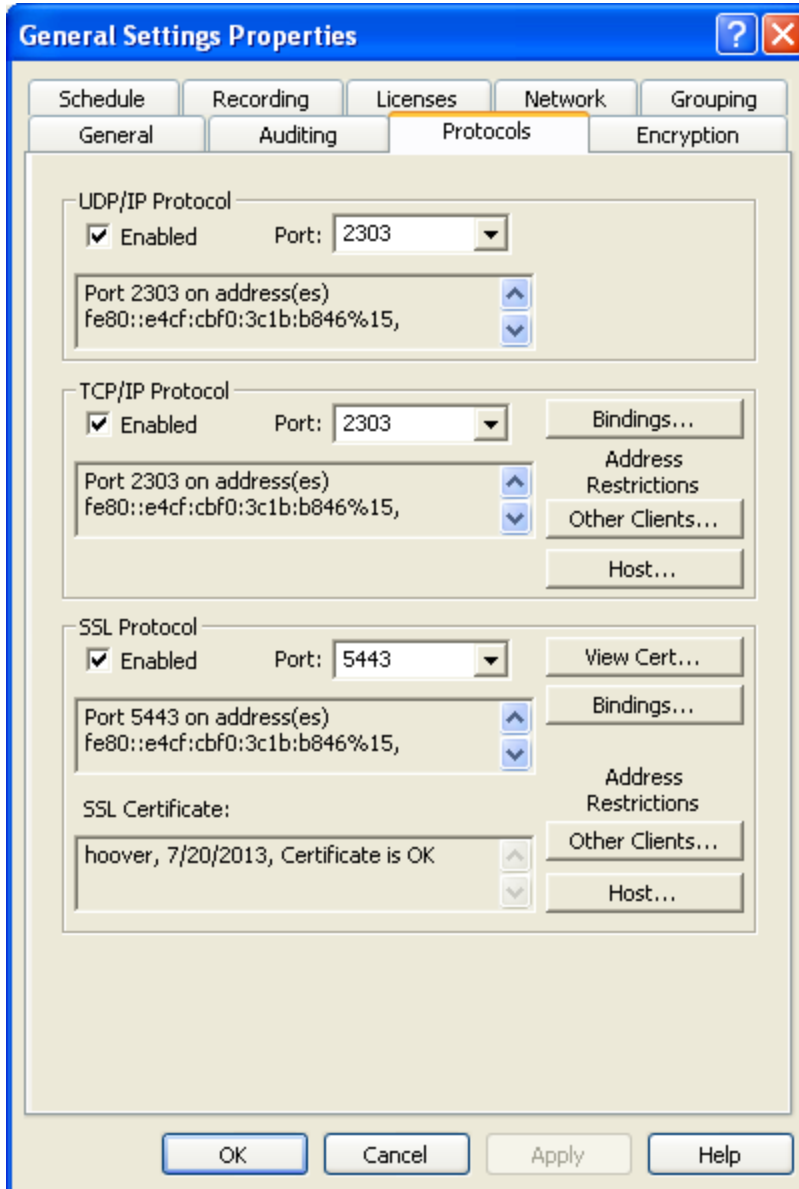 General Settings Properties
Schedule Recording Licenses Network Grouping
General Auditing Protocols Encryption
UDP/IP Protocol
Enabled Port: 2303
Port 2303 on address(es)
fe80::e4cf:cbf0:3c1b:b846%15,
TCP/IP Protocol
Enabled Port: 2303 Bindings...
Port 2303 on address(es)
fe80::e4cf:cbf0:3c1b:b846%15,
Address
Restrictions
Other Clients...
Host...
SSL Protocol
Enabled Port: 5443 View Cert...
Port 5443 on address(es)
fe80::e4cf:cbf0:3c1b:b846%15,
Bindings...
SSL Certificate:
Address
Restrictions
hoover, 7/20/2013, Certificate is OK
Other Clients...
Host...
OK Cancel Apply Help